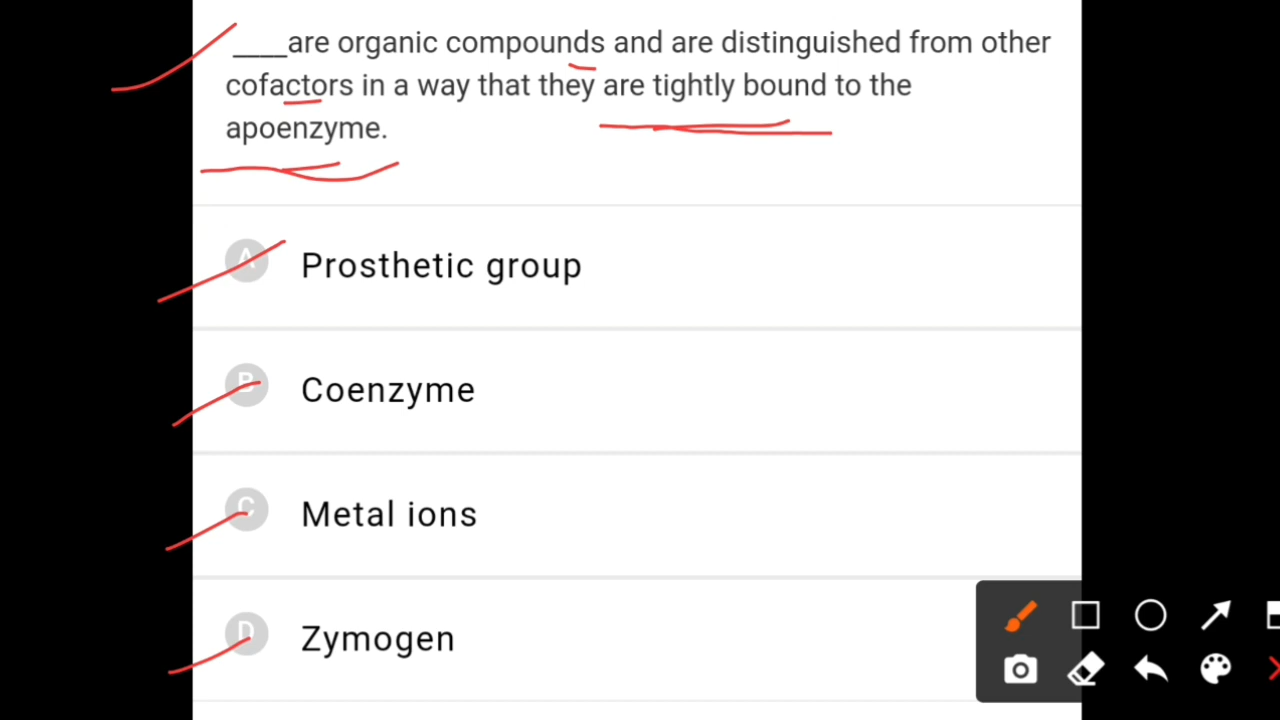 ____are organic compounds and are distinguished from other
cofactors in a way that they are tightly bound to the
apoenzyme.
A Prosthetic group
B Coenzyme
C Metal ions
D Zymogen